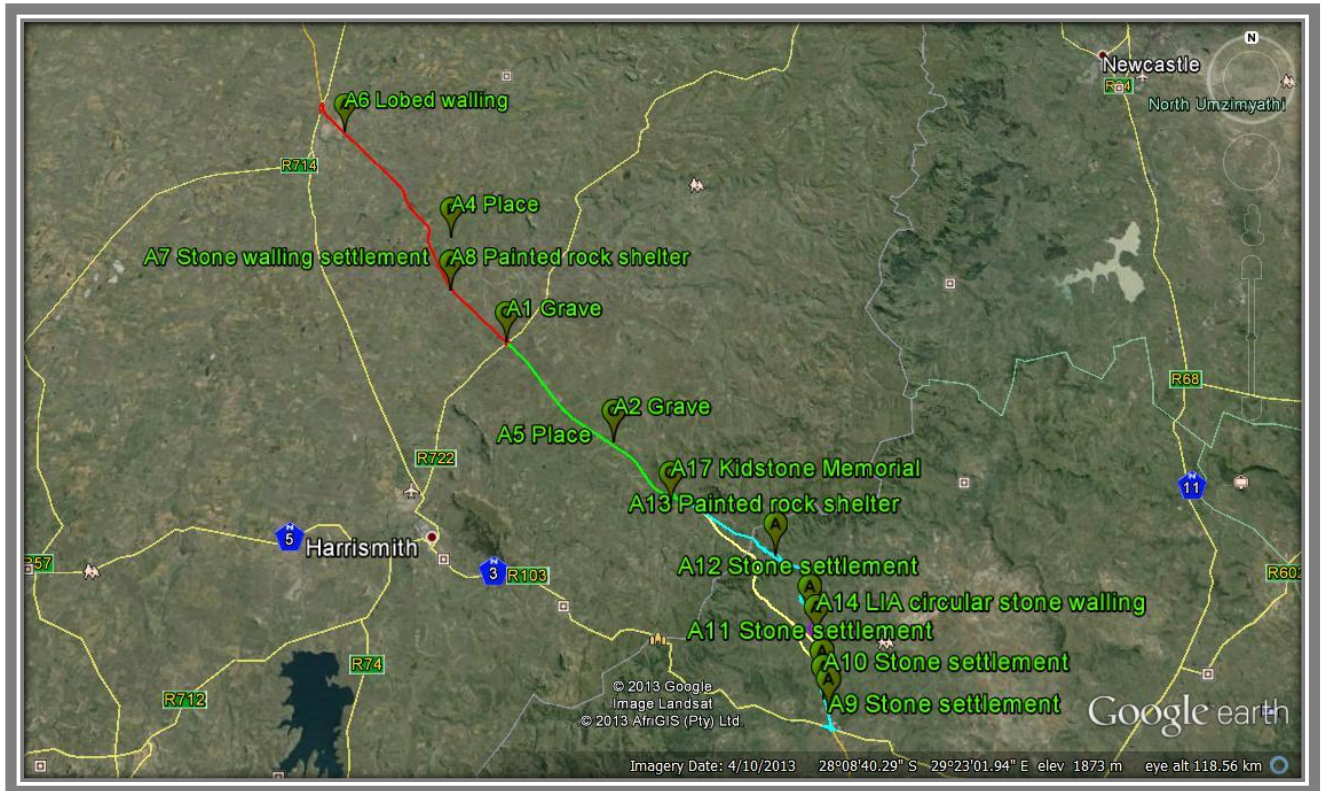 N
Newcastle
North Umzimyathi
A6 Lobed walling
R714
A4 Place
A7 Stone walling settlement
A8 Painted rock shelter
A1 Grave
R68
A2 Grave
A5 Place
R722
A17 Kidstone Memorial
N
11
A13 Painted rock shelter
A
N
5
Harrismith
R57
A12 Stone settlement
N
3
R103
R602
A
A14 LIA circular stone walling
A11 Stone settlement
A
A10 Stone settlement
R74
A
R712
A9 Stone settlement
© 2013 Google
Image Landsat
© 2013 AfriGIS (Pty) Ltd.
Google earth
Imagery Date: 4/10/2013 28°08'40.29" S 29°23'01.94" E elev 1873 m eye alt 118.56 km